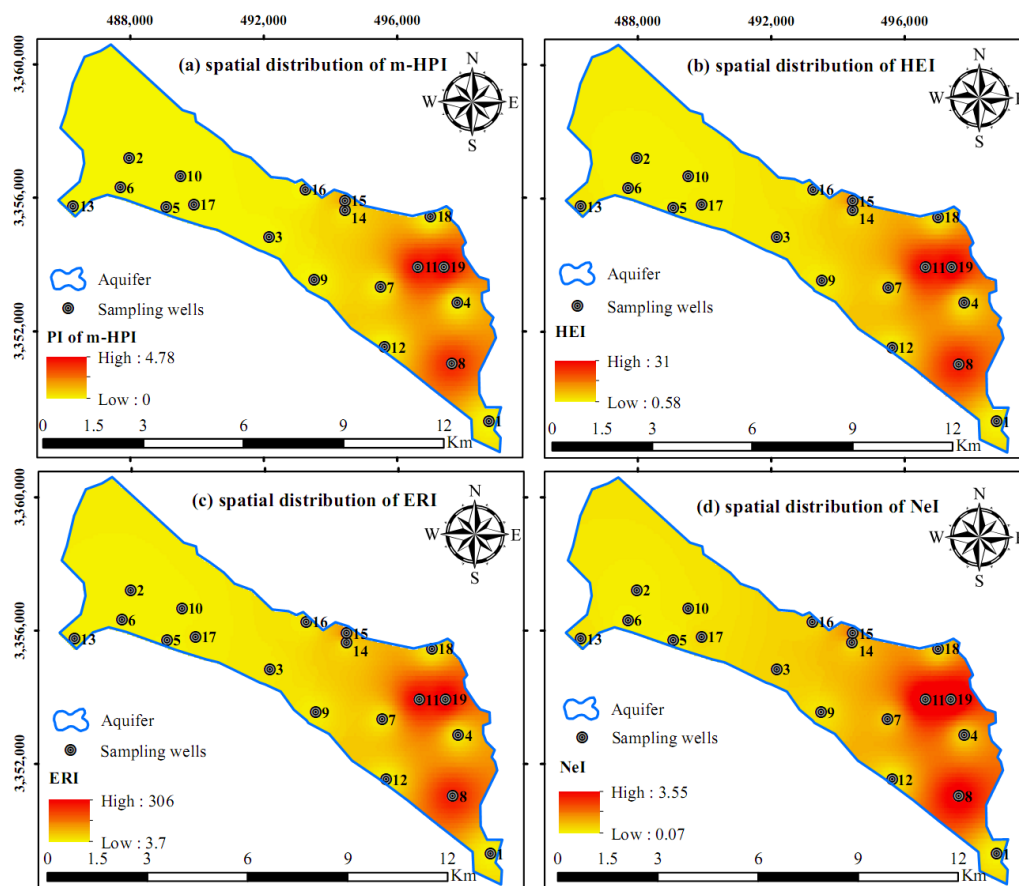 488,000 492,000 496,000 488,000 492,000 496,000
3,360,000
3,356,000
3,352,000
(a) spatial distribution of m-HPI
N
W E
S
2
6
10
13
5
17
16
15
14
18
3
11
19
9
7
4
12
8
1
Aquifer
Sampling wells
PI of m-HPI
High : 4.78
Low : 0
0 1.5 3 6 9 12
Km
(b) spatial distribution of HEI
N
W E
S
2
6
10
13
5
17
16
15
14
18
3
11
19
9
7
4
12
8
1
Aquifer
Sampling wells
HEI
High : 31
Low : 0.58
0 1.5 3 6 9 12
Km
3,360,000
3,356,000
3,352,000
(c) spatial distribution of ERI
N
W E
S
2
6
10
13
5
17
16
15
14
18
3
11
19
9
7
4
12
8
1
Aquifer
Sampling wells
ERI
High : 306
Low : 3.7
0 1.5 3 6 9 12
Km
(d) spatial distribution of NeI
N
W
S
2
6
10
13
5
17
16
15
14
18
3
11
19
9
7
4
12
8
1
Aquifer
Sampling wells
NeI
High : 3.55
Low : 0.07
0 1.5 3 6 9 12
Km